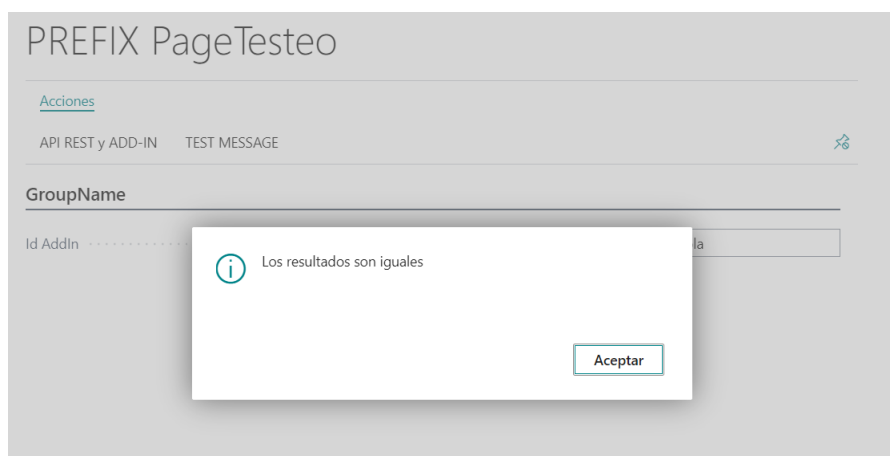 PREFIX PageTesteo
Acciones
API REST y ADD-IN TEST MESSAGE
GroupName
Id AddIn
Los resultados son iguales
Aceptar